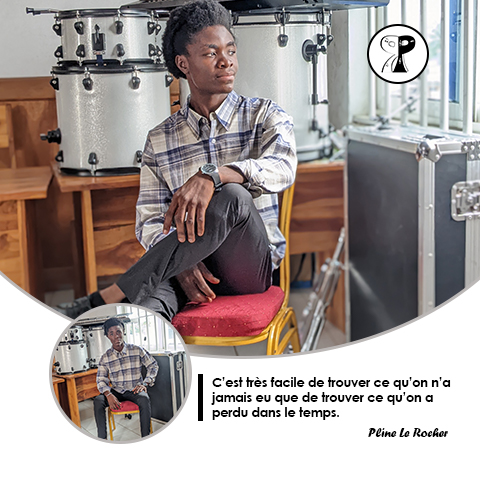 C'est très facile de trouver ce qu'on n'a
jamais eu que de trouver ce qu'on a
perdu dans le temps.
Pline Le Rocher